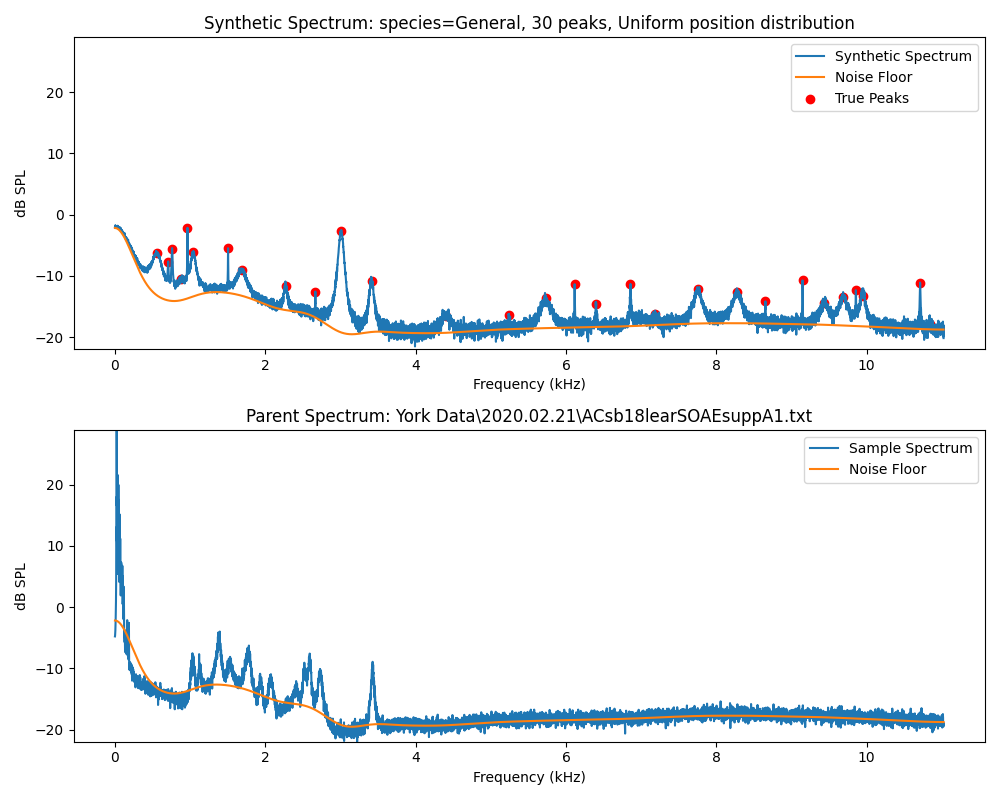 Synthetic Spectrum: species=General, 30 peaks, Uniform position distribution
Synthetic Spectrum
Noise Floor
True Peaks
dB SPL
20
10
0
−10
−20
0
2
4
6
8
10
Frequency (kHz)
Parent Spectrum: York Data\2020.02.21\ACsb18learSOAEsuppA1.txt
Sample Spectrum
Noise Floor
dB SPL
20
10
0
−10
−20
0
2
4
6
8
10
Frequency (kHz)